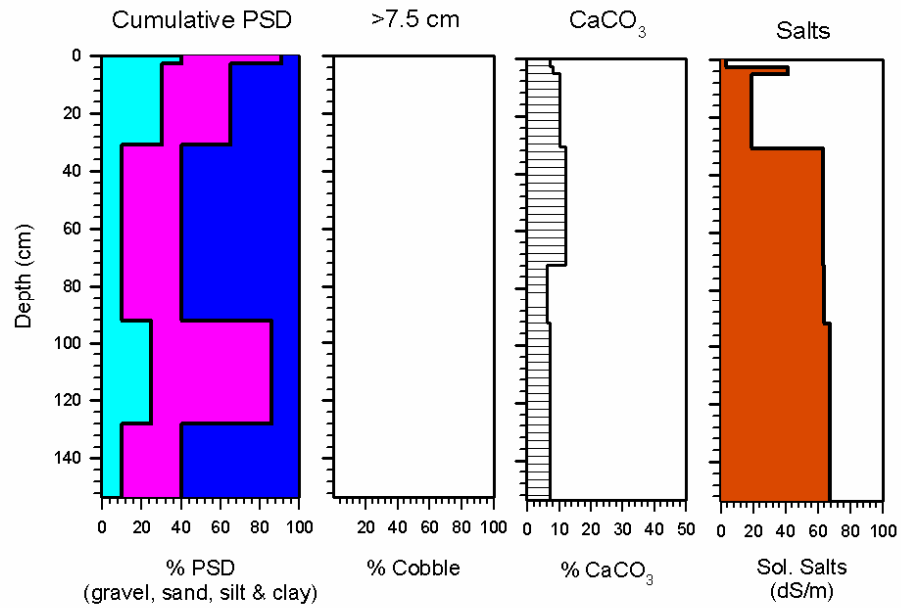 Cumulative PSD
>7.5 cm
CaCO3
Salts
Depth (cm)
0
20
40
60
80
100
120
140
0 20 40 60 80 100
20 40 60 80 100
0 10 20 30 40 50
0 20 40 60 80 100
% PSD
(gravel, sand, silt & clay)
% Cobble
% CaCO3
Sol. Salts
(dS/m)